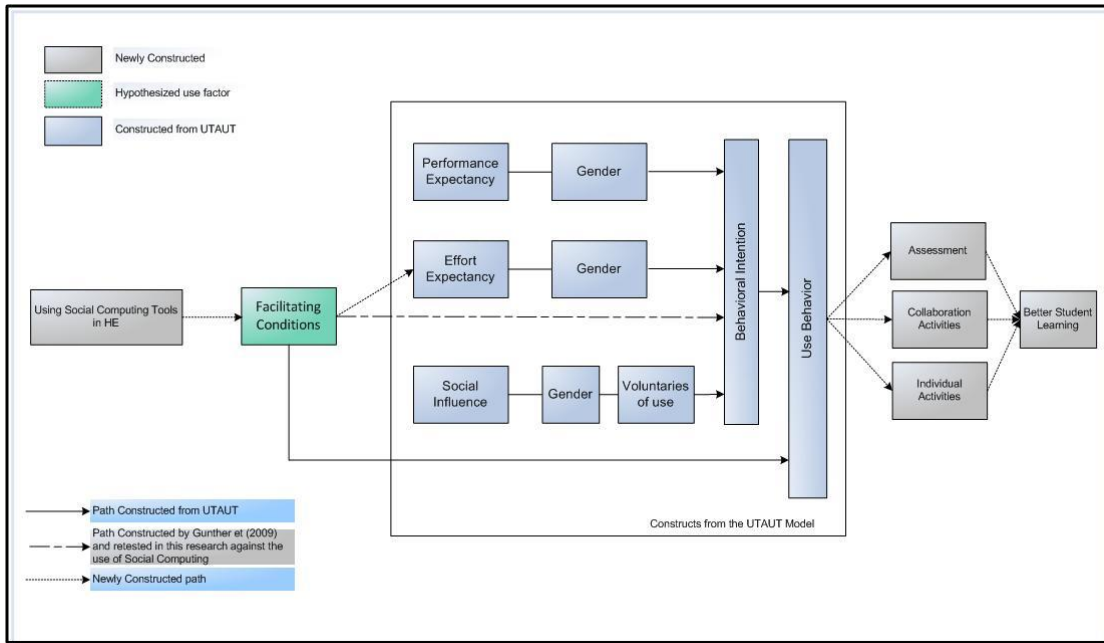 Newly Constructed
Hypothesized use factor
Constructed from UTAUT
Performance
Expectancy
Gender
Effort
Expectancy
Gender
Using Social Computing Tools
in HE
Facilitating
Conditions
Social
Influence
Gender
Voluntaries
of use
Behavioral Intention
Use Behavior
Assessment
Collaboration
Activities
Individual
Activities
Better Student
Learning
Constructs from the UTAUT Model
Path Constructed from UTAUT
Path Constructed by Gunther et (2009)
and retested in this research against the
use of Social Computing
Newly Constructed path